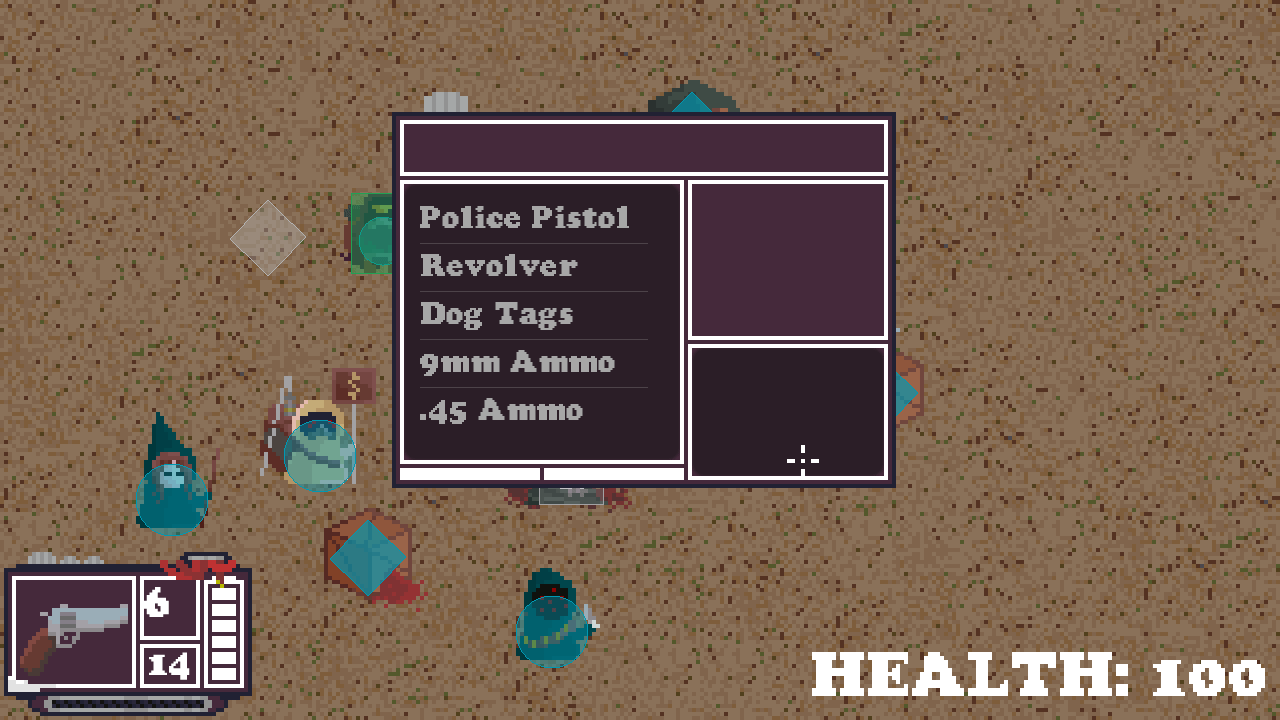 Police Pistol
Revolver
Dog Tags
9mm Ammo
.45 Ammo
$
6
14
HEALTH: 100